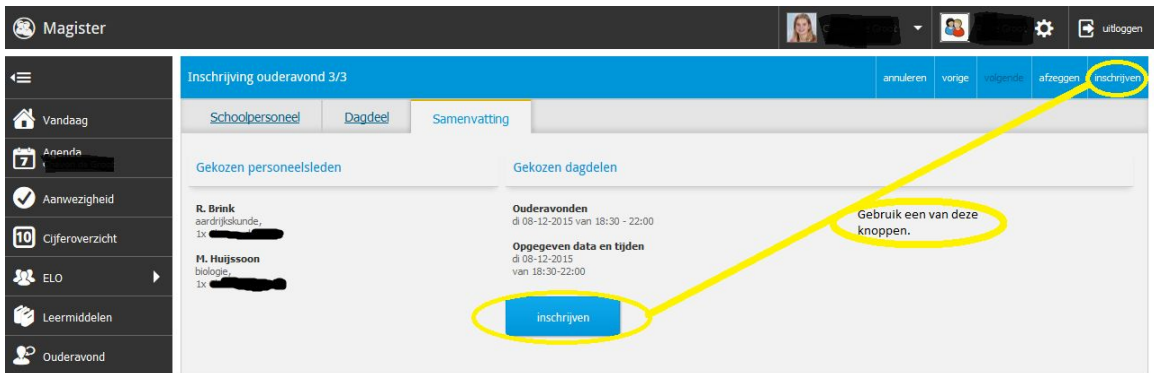 Magister
uitloggen
Inschrijving ouderavond 3/3
annuleren vorige volgende afzeggen inschrijven
Vandaag
Agenda
7
Aanwezigheid
10 Cijferoverzicht
ELO
Leermiddelen
Ouderavond
Schoolpersoneel Dagdeel Samenvatting
Gekozen personeelsleden
R. Brink
aardrijkskunde,
1x
M. Huijssoon
biologie,
1x
Gekozen dagdelen
Ouderavonden
di 08-12-2015 van 18:30 - 22:00
Opgegeven data en tijden
di 08-12-2015
van 18:30-22:00
inschrijven
Gebruik een van deze
knoppen.